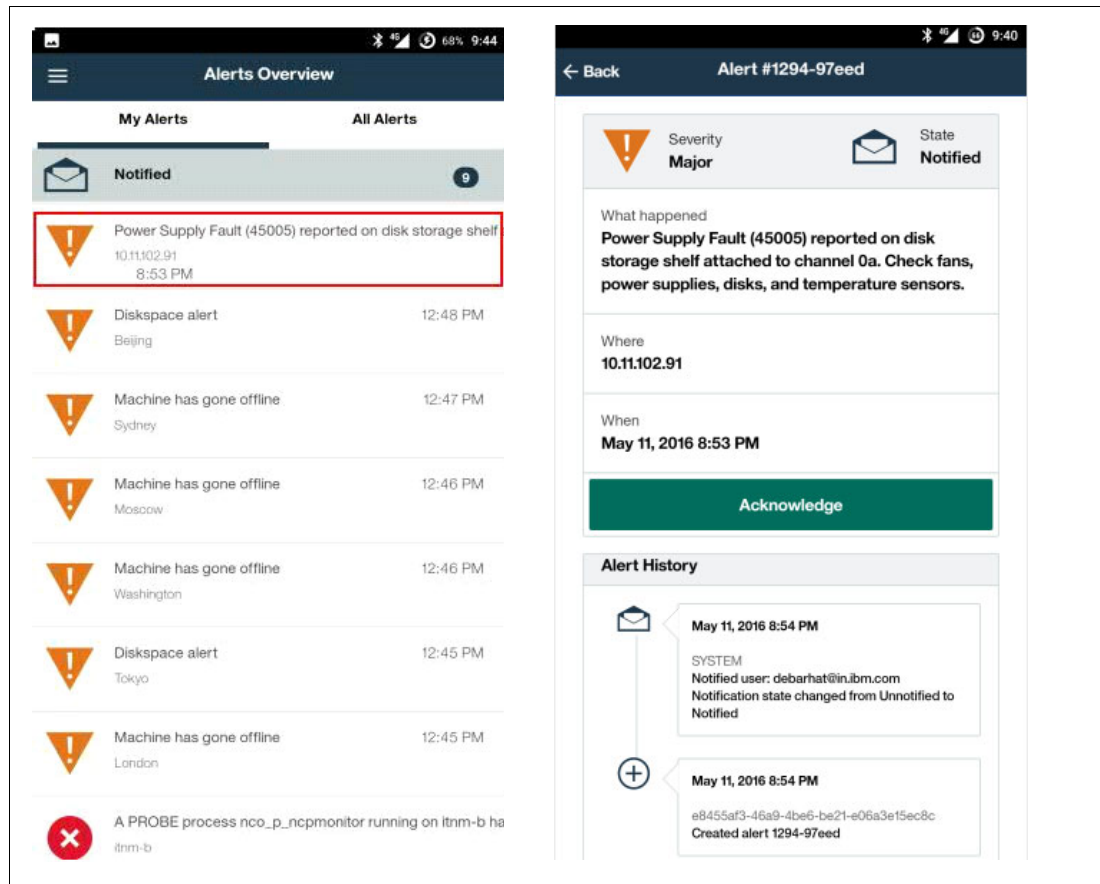 68% 9:44
Alerts Overview
My Alerts
All Alerts
Notified
9
Power Supply Fault (45005) reported on disk storage shelf
10.11.102.91
8:53 PM
Diskspace alert
12:48 PM
Beijing
Machine has gone offline
12:47 PM
Sydney
Machine has gone offline
12:46 PM
Moscow
Machine has gone offline
12:46 PM
Washington
Diskspace alert
12:45 PM
Tokyo
Machine has gone offline
12:45 PM
London
A PROBE process nco_p_ncpmonitor running on itnm-b ha
itnm-b
9:40
Back
Alert #1294-97eed
Severity
Major
State
Notified
What happened
Power Supply Fault (45005) reported on disk
storage shelf attached to channel 0a. Check fans,
power supplies, disks, and temperature sensors.
Where
10.11.102.91
When
May 11, 2016 8:53 PM
Acknowledge
Alert History
May 11, 2016 8:54 PM
SYSTEM
Notified user: debarhat@in.ibm.com
Notification state changed from Unnotified to
Notified
May 11, 2016 8:54 PM
e8455af3-46a9-4be6-be21-e06a3e15ec8c
Created alert 1294-97eed